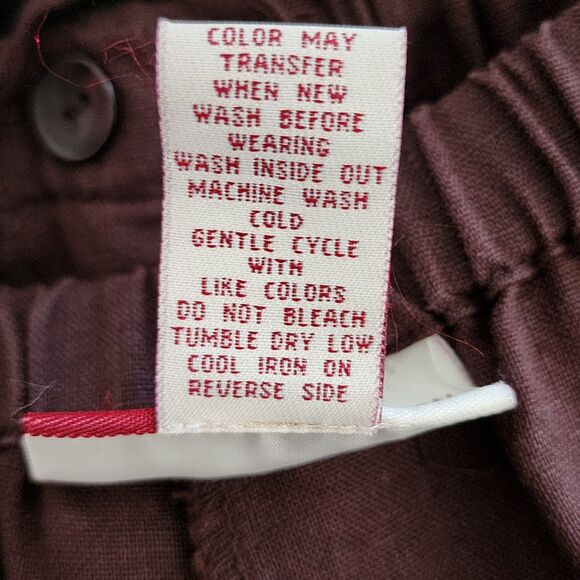 COLOR MAY
TRANSFER
WHEN NEW
WASH BEFORE
WEARING
WASH INSIDE OUT
MACHINE WASH
COLD
GENTLE CYCLE
WITH
LIKE COLORS
DO NOT BLEACH
TUMBLE DRY LOW
COOL IRON ON
REVERSE SIDE